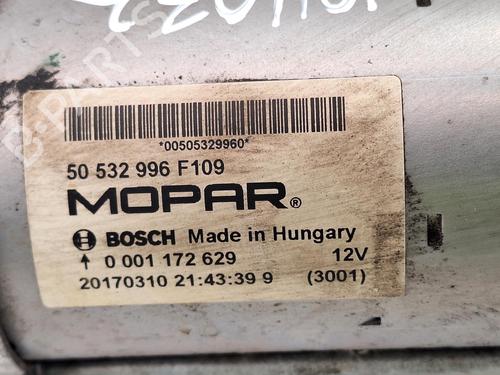 *00505329960*
50 532 996 F109
MOPAR®
BOSCH Made in Hungary
0 001 172 629 12V
20170310 21:43:39 9 (3001)
B-PARTS